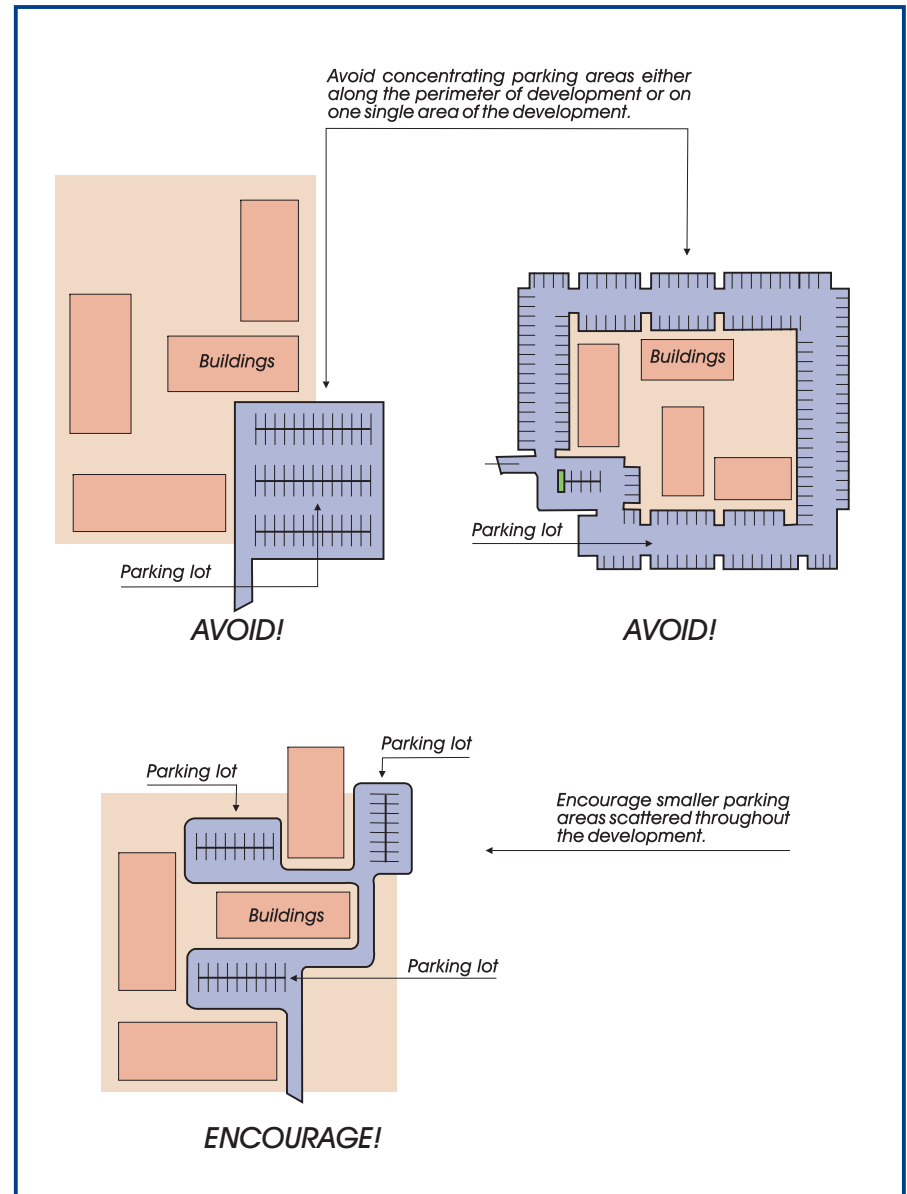 Avoid concentrating parking areas either
along the perimeter of development or on
one single area of the development.
Buildings
Parking lot
AVOID!
Buildings
Parking lot
AVOID!
Parking lot
Parking lot
Buildings
Parking lot
Encourage smaller parking
areas scattered throughout
the development.
ENCOURAGE!